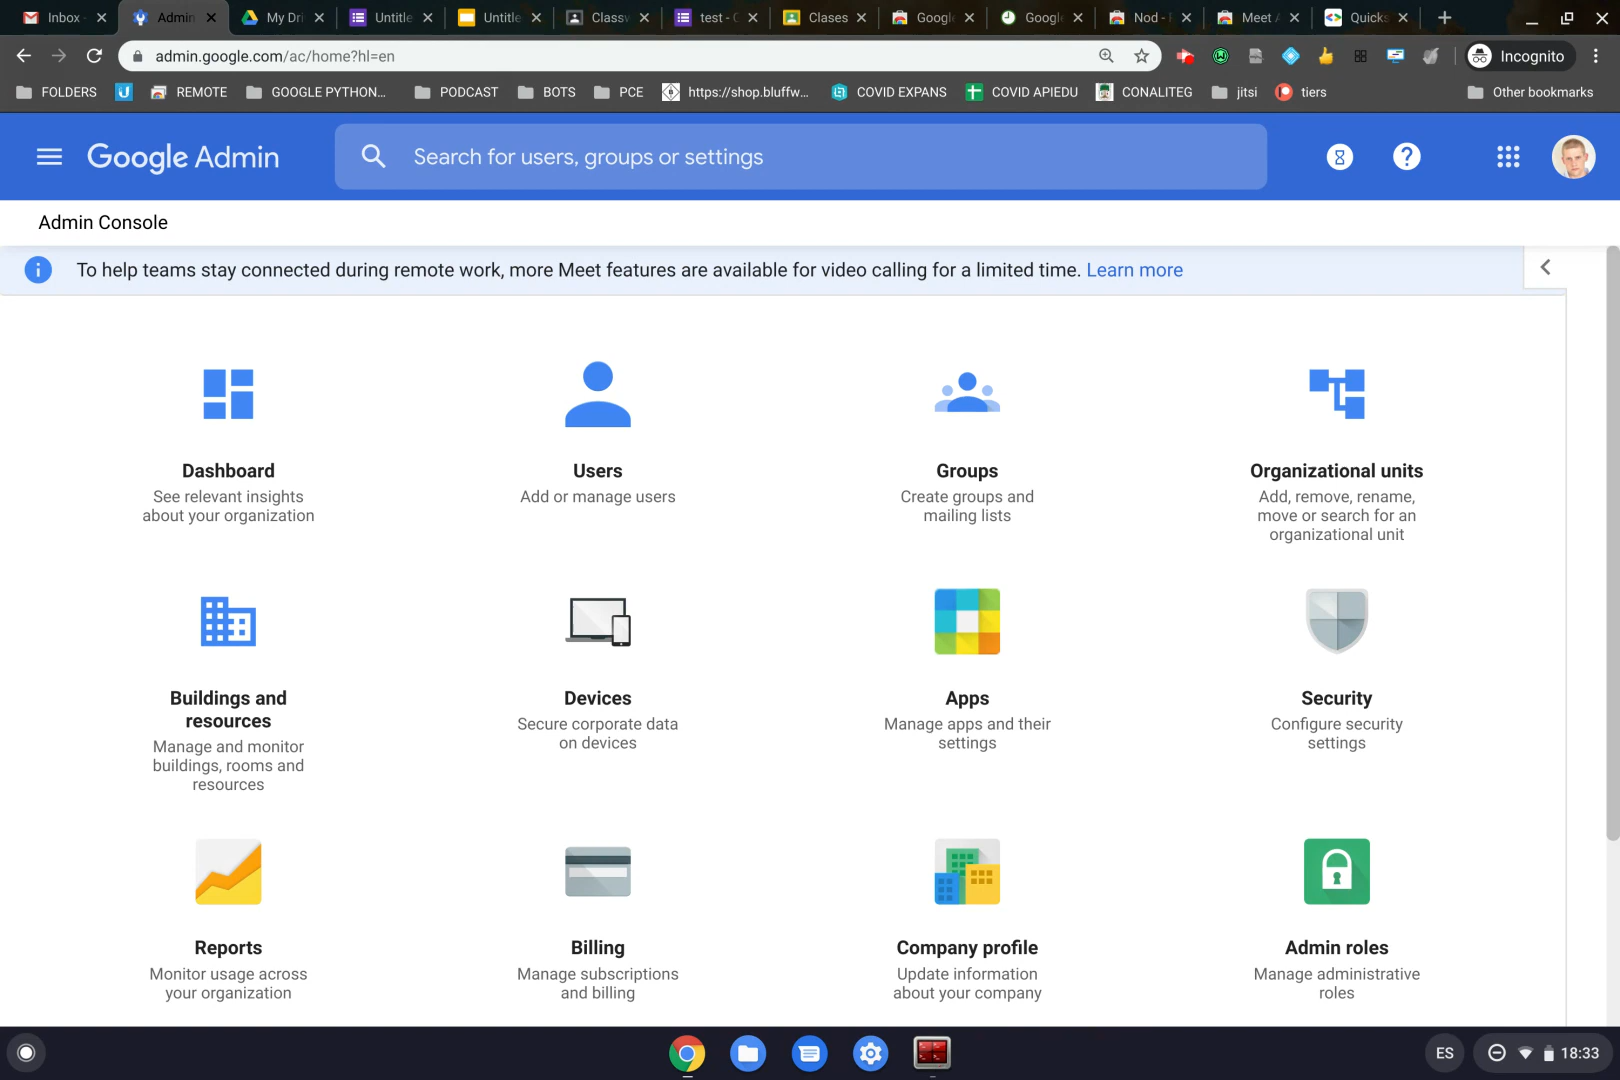 Inbox -
Admin
My Dri
Untitle
Untitle
Classw
test - G
Clases
Google
Google
Nod -
Meet
Quicks
admin.google.com/ac/home?hl=en
Incognito
FOLDERS
REMOTE
GOOGLE PYTHON...
PODCAST
BOTS
PCE
https://shop.bluffw...
COVID EXPANS
COVID APIEDU
CONALITEG
jitsi
tiers
Other bookmarks
Google Admin
Search for users, groups or settings
Admin Console
To help teams stay connected during remote work, more Meet features are available for video calling for a limited time. Learn more
Dashboard
See relevant insights
about your organization
Users
Add or manage users
Groups
Create groups and
mailing lists
Organizational units
Add, remove, rename,
move or search for an
organizational unit
Buildings and
resources
Manage and monitor
buildings, rooms and
resources
Devices
Secure corporate data
on devices
Apps
Manage apps and their
settings
Security
Configure security
settings
Reports
Monitor usage across
your organization
Billing
Manage subscriptions
and billing
Company profile
Update information
about your company
Admin roles
Manage administrative
roles
ES
18:33